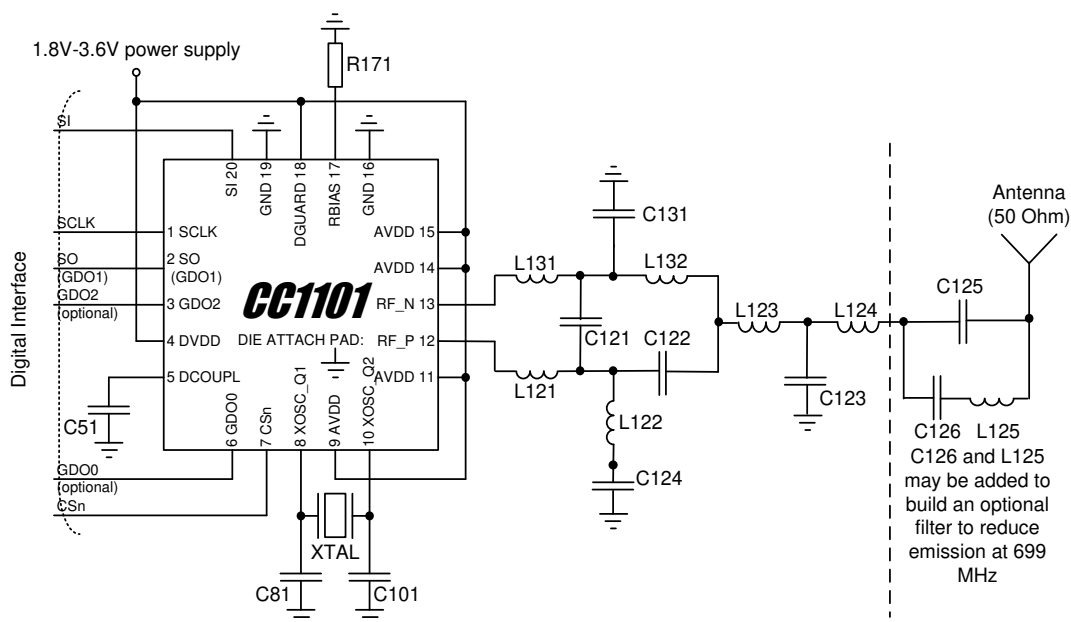 1.8V-3.6V power supply
R171
Antenna
(50 Ohm)
Digital Interface
SI
SCLK
SO
(GDO1)
GDO2
(optional)
GDO0
(optional)
CSn
SI 20
GND 19
DGUARD 18
RBIAS 17
GND 16
1 SCLK
2 SO
(GDO1)
3 GDO2
4 DVDD
5 DCOUPL
AVDD 15
AVDD 14
RF_N 13
RF_P 12
AVDD 11
CC1101
DIE ATTACH PAD:
6 GDO0
7 CSn
8 XOSC_Q1
9 AVDD
10 XOSC_Q2
C51
XTAL
C81
C101
C131
L131
L132
C121
C122
L121
L122
C124
L123
L124
C123
C125
C126
L125
C126 and L125
may be added to
build an optional
filter to reduce
emission at 699
MHz